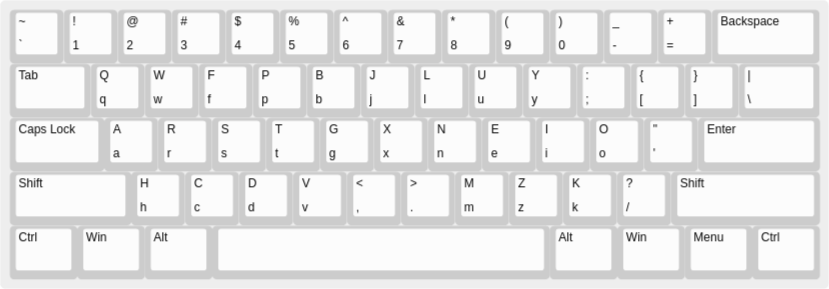 ~ ! @ # $ % ^ & * ( ) _ + Backspace
` 1 2 3 4 5 6 7 8 9 0 - =
Tab Q W F P B J L U Y : { } |
q w f p b j l u y ; [ ] \
Caps Lock A R S T G X N E I O " Enter
a r s t g x n e i o '
Shift H C D V < > M Z K ? Shift
h c d v , . m z k /
Ctrl Win Alt Alt Win Menu Ctrl